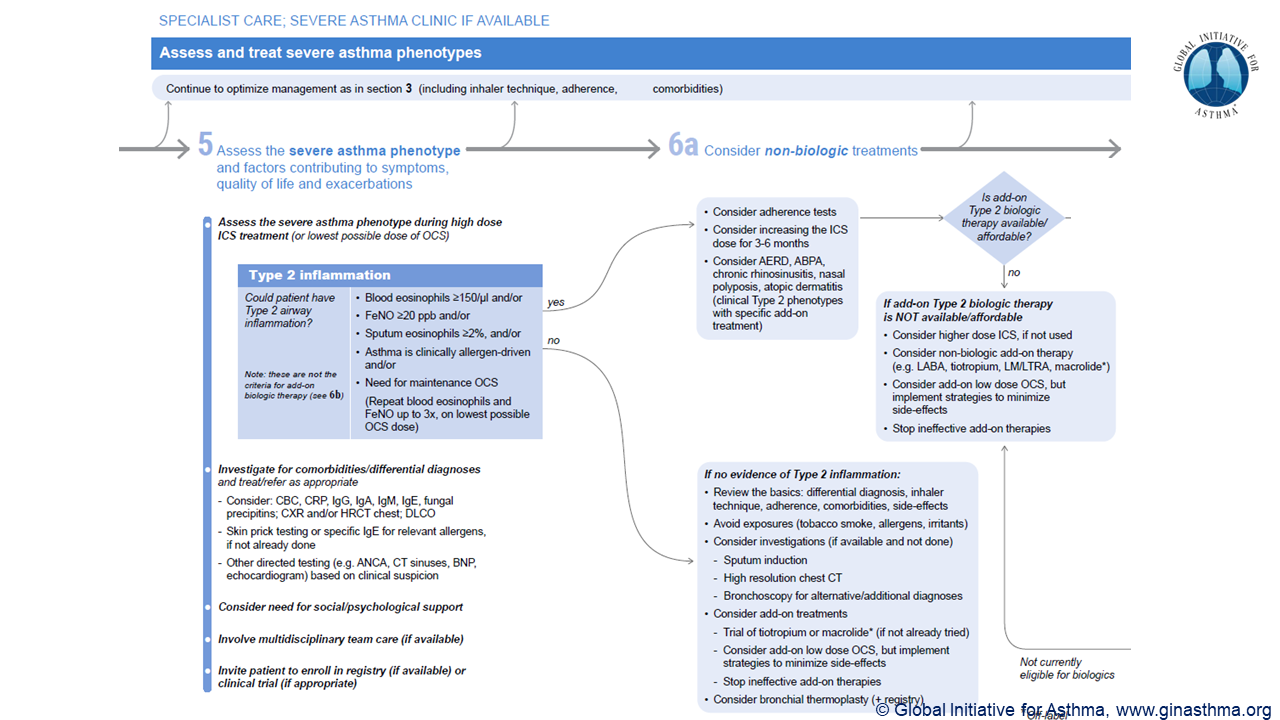 SPECIALIST CARE; SEVERE ASTHMA CLINIC IF AVAILABLE
Assess and treat severe asthma phenotypes
GLOBAL INITIATIVE FOR ASTHMA
Continue to optimize management as in section 3 (including inhaler technique, adherence, comorbidities)
5 Assess the severe asthma phenotype
and factors contributing to symptoms,
quality of life and exacerbations
Assess the severe asthma phenotype during high dose
ICS treatment (or lowest possible dose of OCS)
Type 2 inflammation
Could patient have
Type 2 airway
inflammation?
Note: these are not the
criteria for add-on
biologic therapy (see 6b)
• Blood eosinophils ≥150/μl and/or
• FeNO ≥20 ppb and/or
• Sputum eosinophils ≥2%, and/or
• Asthma is clinically allergen-driven
and/or
• Need for maintenance OCS
(Repeat blood eosinophils and
FeNO up to 3x, on lowest possible
OCS dose)
yes
no
Investigate for comorbidities/differential diagnoses
and treat/refer as appropriate
- Consider: CBC, CRP, IgG, IgA, IgM, IgE, fungal
precipitins; CXR and/or HRCT chest; DLCO
- Skin prick testing or specific IgE for relevant allergens,
if not already done
- Other directed testing (e.g. ANCA, CT sinuses, BNP,
echocardiogram) based on clinical suspicion
Consider need for social/psychological support
Involve multidisciplinary team care (if available)
Invite patient to enroll in registry (if available) or
clinical trial (if appropriate)
6a Consider non-biologic treatments
• Consider adherence tests
• Consider increasing the ICS
dose for 3-6 months
• Consider AERD, ABPA,
chronic rhinosinusitis, nasal
polyposis, atopic dermatitis
(clinical Type 2 phenotypes
with specific add-on
treatment)
Is add-on
Type 2 biologic
therapy available/
affordable?
no
If add-on Type 2 biologic therapy
is NOT available/affordable
• Consider higher dose ICS, if not used
• Consider non-biologic add-on therapy
(e.g. LABA, tiotropium, LM/LTRA, macrolide*)
• Consider add-on low dose OCS, but
implement strategies to minimize
side-effects
• Stop ineffective add-on therapies
If no evidence of Type 2 inflammation:
• Review the basics: differential diagnosis, inhaler
technique, adherence, comorbidities, side-effects
• Avoid exposures (tobacco smoke, allergens, irritants)
• Consider investigations (if available and not done)
- Sputum induction
- High resolution chest CT
- Bronchoscopy for alternative/additional diagnoses
• Consider add-on treatments
- Trial of tiotropium or macrolide* (if not already tried)
- Consider add-on low dose OCS, but implement
strategies to minimize side-effects
- Stop ineffective add-on therapies
• Consider bronchial thermoplasty (+ registry)
Not currently
eligible for biologics
© Global Initiative for Asthma, www.ginasthma.org
*Off-label